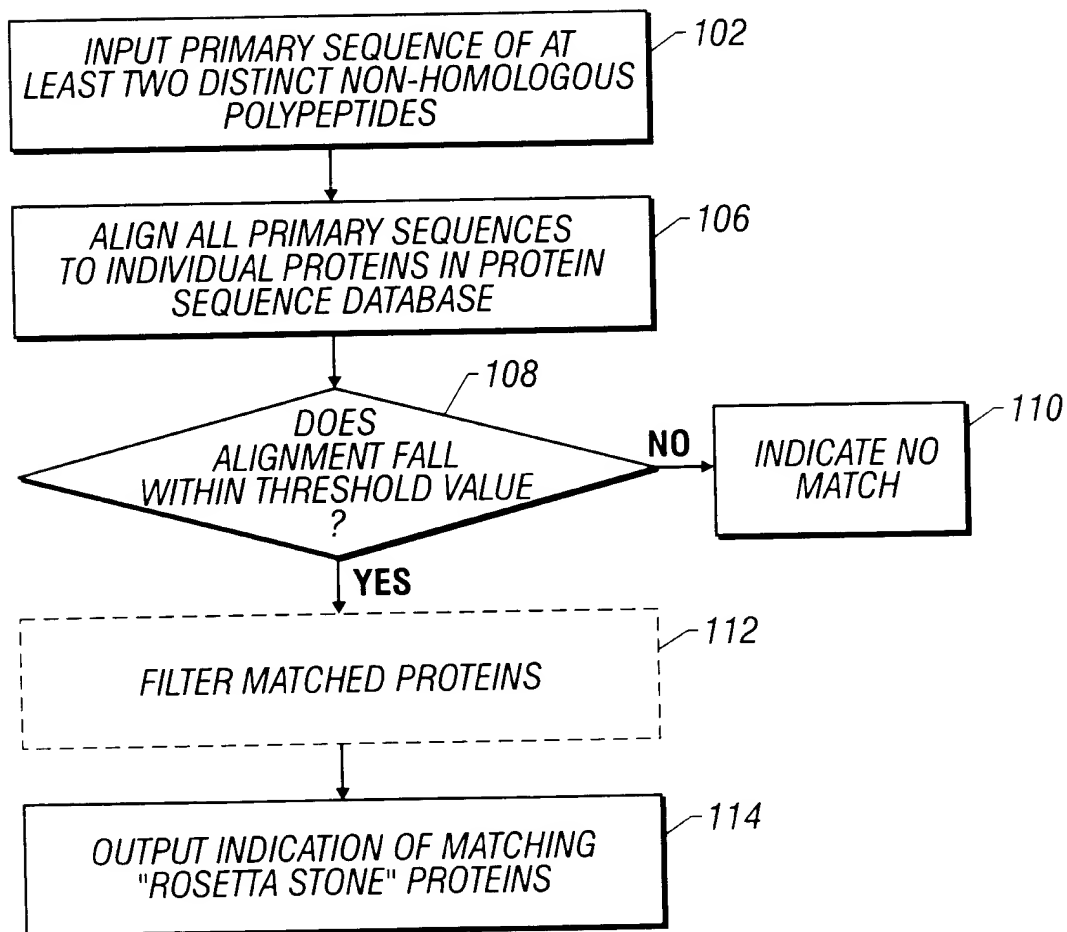 INPUT PRIMARY SEQUENCE OF AT
LEAST TWO DISTINCT NON-HOMOLOGOUS
POLYPEPTIDES
102
ALIGN ALL PRIMARY SEQUENCES
TO INDIVIDUAL PROTEINS IN PROTEIN
SEQUENCE DATABASE
106
108
DOES
ALIGNMENT FALL
WITHIN THRESHOLD VALUE
?
NO
110
INDICATE NO
MATCH
YES
112
FILTER MATCHED PROTEINS
114
OUTPUT INDICATION OF MATCHING
"ROSETTA STONE" PROTEINS